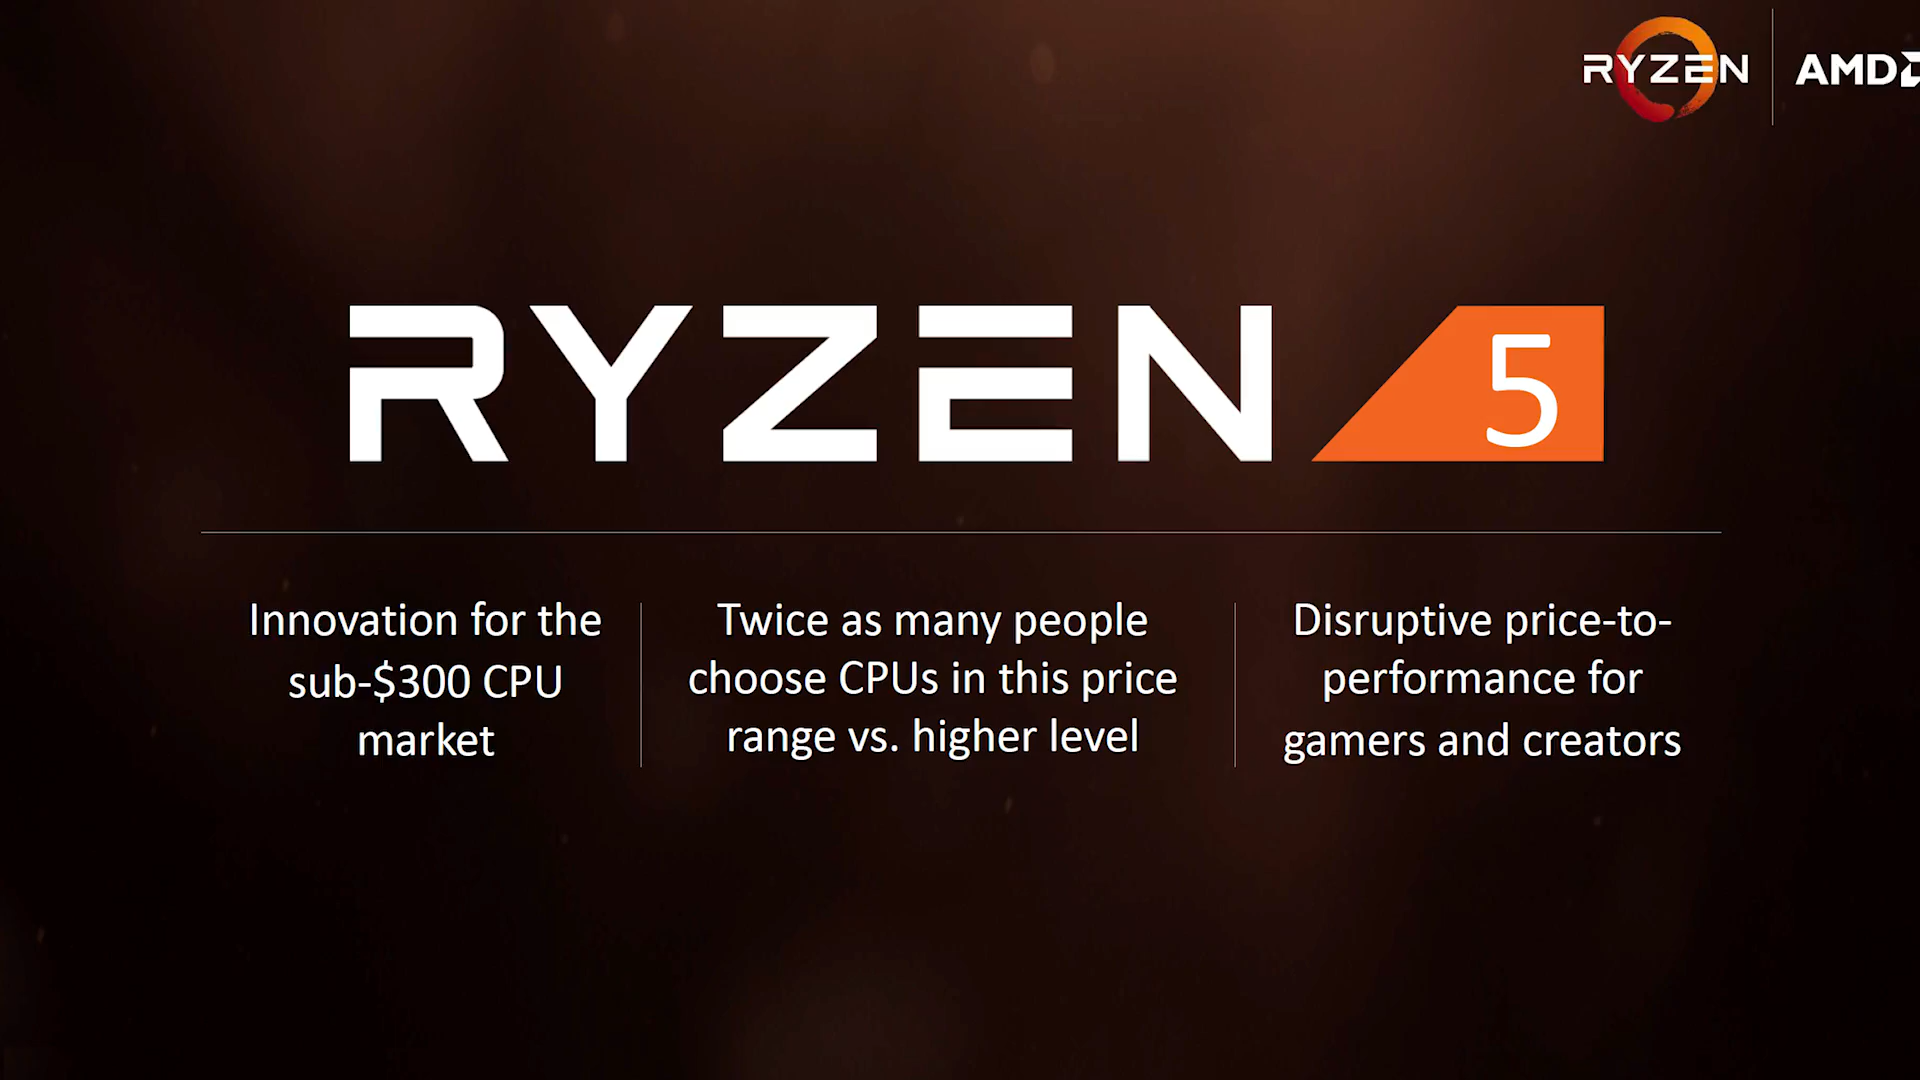 RYZEN
AMD
RYZEN 5
Innovation for the
sub-$300 CPU
market
Twice as many people
choose CPUs in this price
range vs. higher level
Disruptive price-to-
performance for
gamers and creators